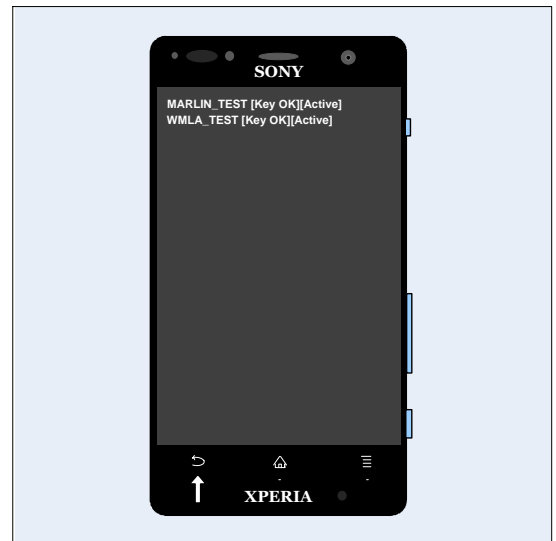 SONY
MARLIN_TEST [Key OK][Active]
WMLA_TEST [Key OK][Active]
XPERIA